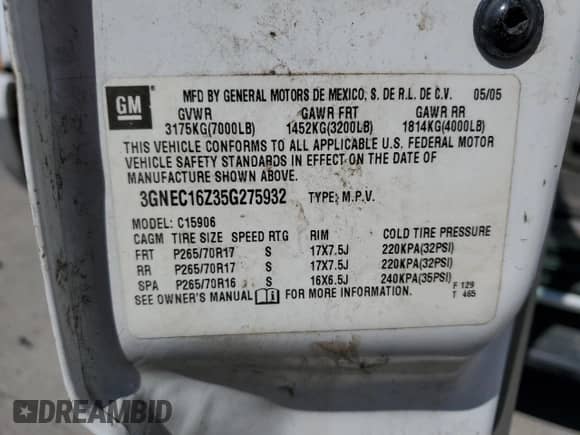 GM
MFD BY GENERAL MOTORS DE MEXICO, S. DE R.L. DE C.V. 05/05
GVWR GAWR FRT GAWR RR
3175KG(7000LB) 1452KG(3200LB) 1814KG(4000LB)
THIS VEHICLE CONFORMS TO ALL APPLICABLE U.S. FEDERAL MOTOR
VEHICLE SAFETY STANDARDS IN EFFECT ON THE DATE OF
MANUFACTURE SHOWN ABOVE.
3GNEC16Z35G275932 TYPE: M.P.V.
MODEL: C15906
CAGM TIRE SIZE SPEED RTG RIM COLD TIRE PRESSURE
FRT P265/70R17 S 17X7.5J 220KPA(32PSI)
RR P265/70R17 S 17X7.5J 220KPA(32PSI)
SPA P265/70R16 S 16X6.5J 240KPA(35PSI)
SEE OWNER'S MANUAL FOR MORE INFORMATION. F 129
T 465
DREAMBID